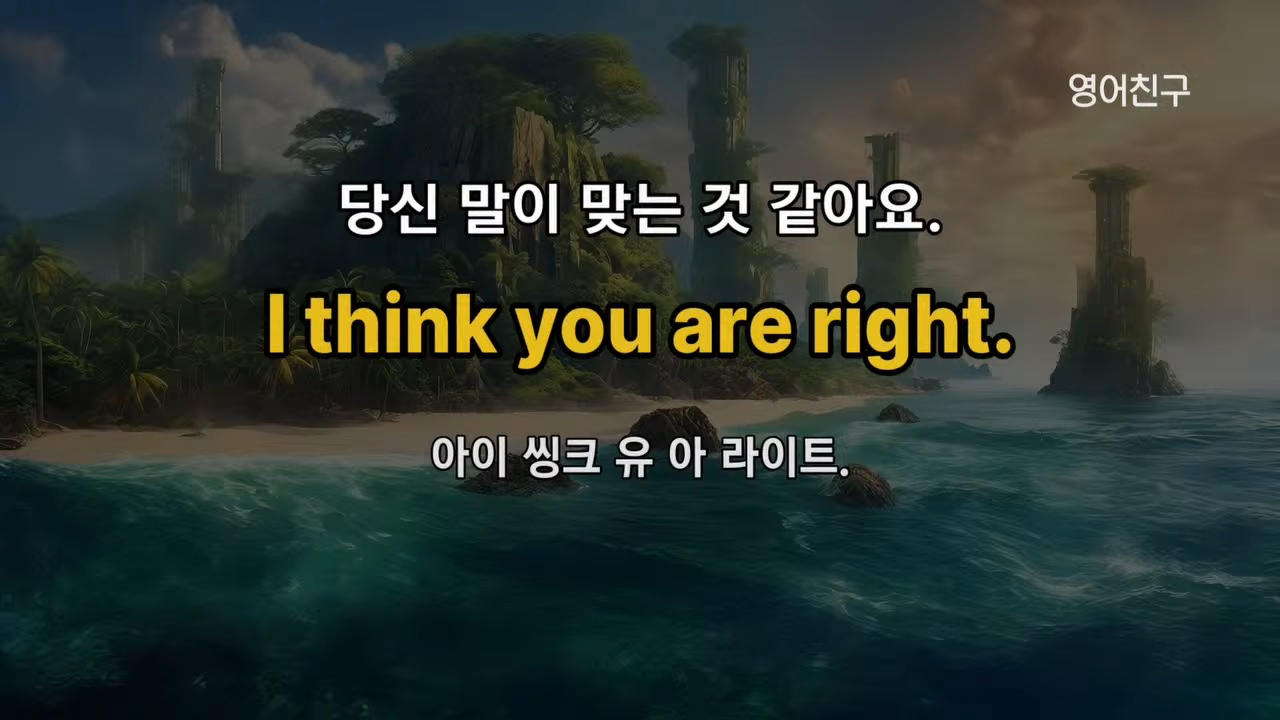 영어친구
당신 말이 맞는 것 같아요.
I think you are right.
아이 씽크 유 아 라이트.